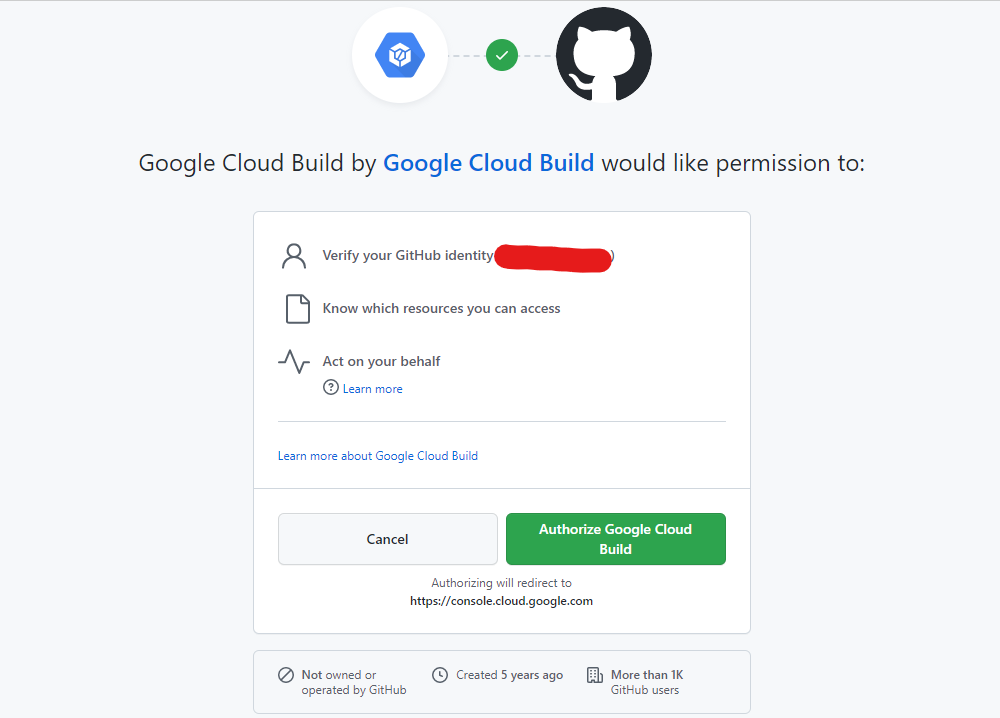 Google Cloud Build by Google Cloud Build would like permission to:
Verify your GitHub identity )
Know which resources you can access
Act on your behalf
Learn more
Learn more about Google Cloud Build
Cancel
Authorize Google Cloud
Build
Authorizing will redirect to
https://console.cloud.google.com
Not owned or
operated by GitHub
Created 5 years ago
More than 1K
GitHub users